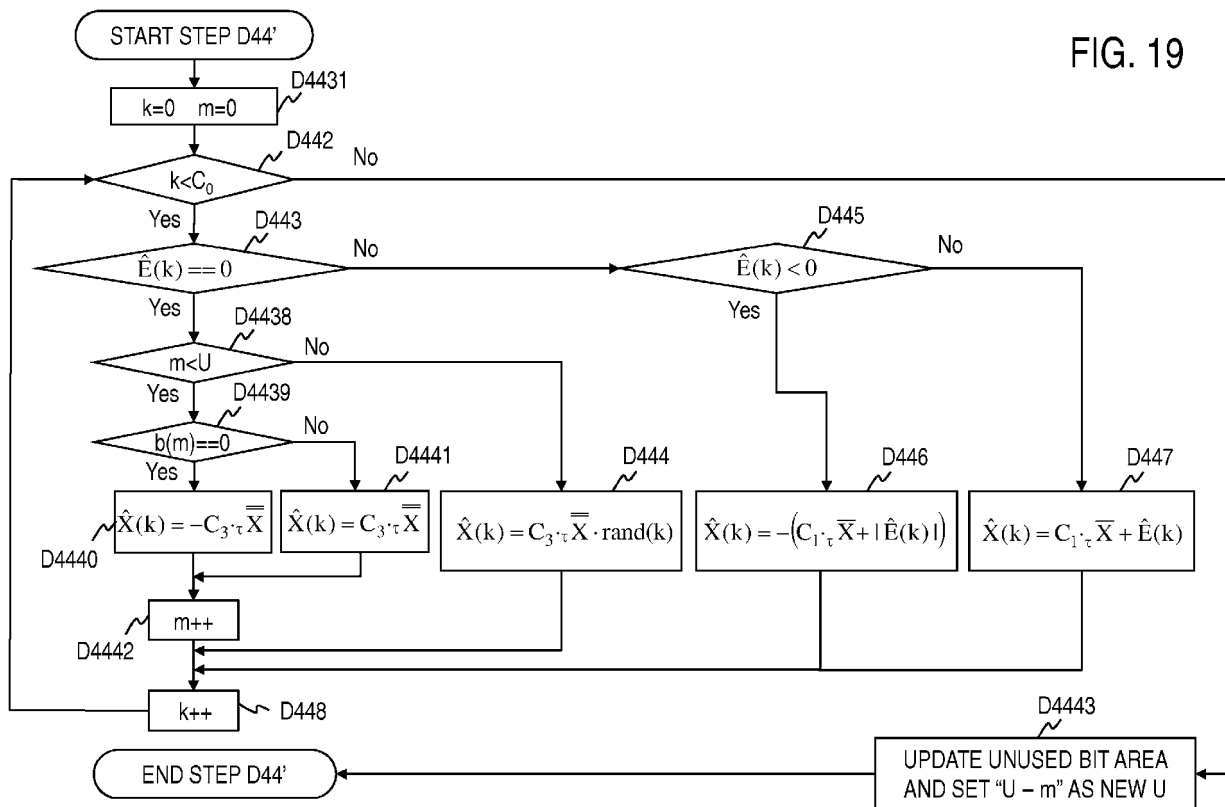 START STEP D44'
FIG. 19
D4431
k=0 m=0
D442
k<C₀
No
Yes
D443
Ê(k) ==0
No
D445
Ê(k) <0
No
Yes
Yes
D4438
m<U
No
Yes
D4439
b(m)==0
No
Yes
D4441
D444
D446
D447
X̂(k) = −C₃·τX̿
X̂(k) = C₃·τX̿
X̂(k) = C₃·τX̿ · rand(k)
X̂(k) = −(C₁·τX̄ + | Ê(k) |)
X̂(k) = C₁·τX̄ + Ê(k)
D4440
m++
D4442
k++
D448
D4443
END STEP D44'
UPDATE UNUSED BIT AREA
AND SET “U – m” AS NEW U